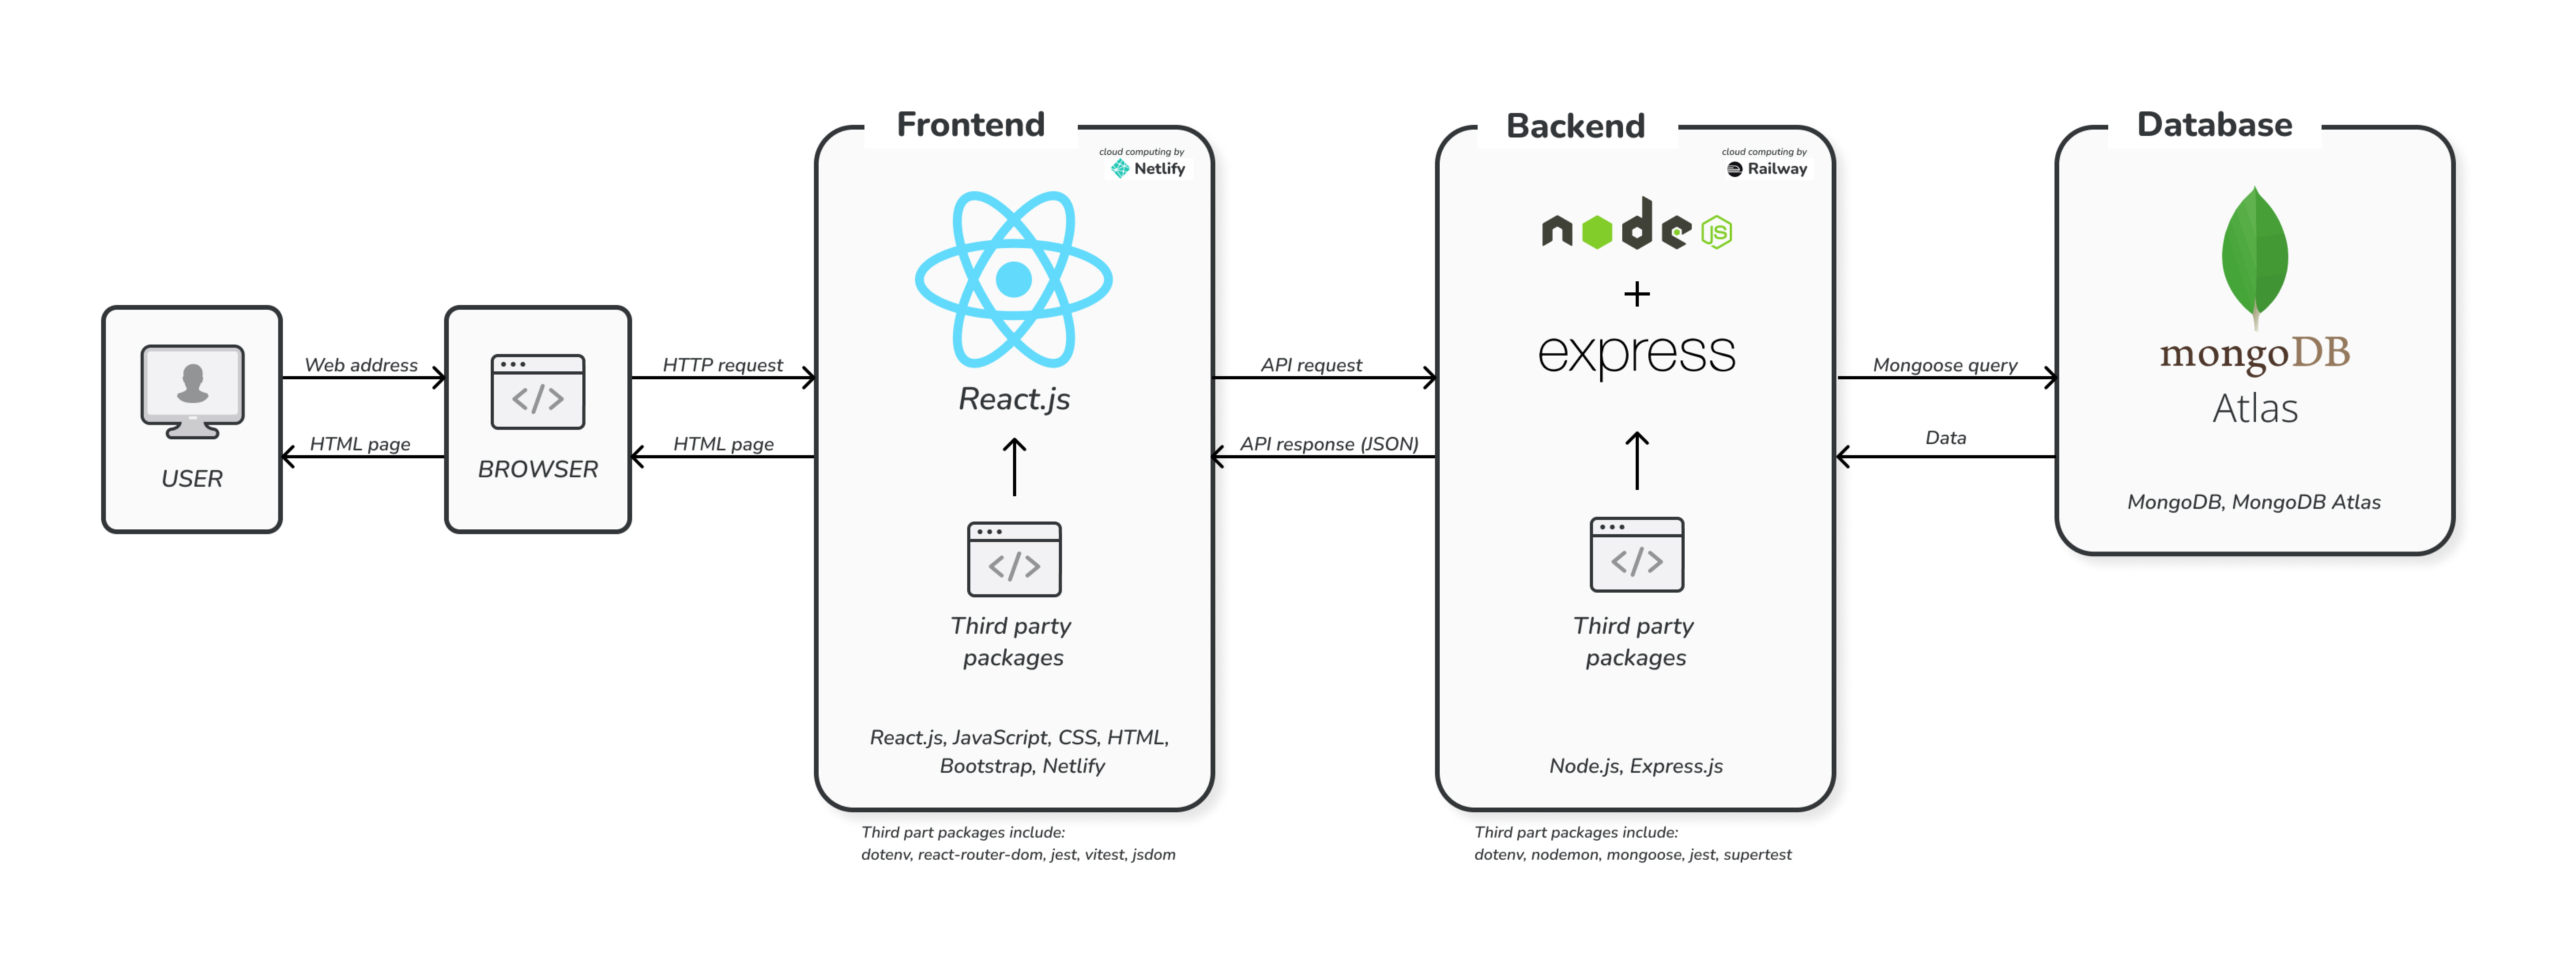 USER
Web address
HTML page
BROWSER
HTTP request
HTML page
Frontend
cloud computing by
Netlify
React.js
</>
Third party
packages
React.js, JavaScript, CSS, HTML,
Bootstrap, Netlify
Third part packages include:
dotenv, react-router-dom, jest, vitest, jsdom
API request
API response (JSON)
Backend
cloud computing by
Railway
node JS
+
express
</>
Third party
packages
Node.js, Express.js
Third part packages include:
dotenv, nodemon, mongoose, jest, supertest
Mongoose query
Data
Database
mongoDB
Atlas
MongoDB, MongoDB Atlas